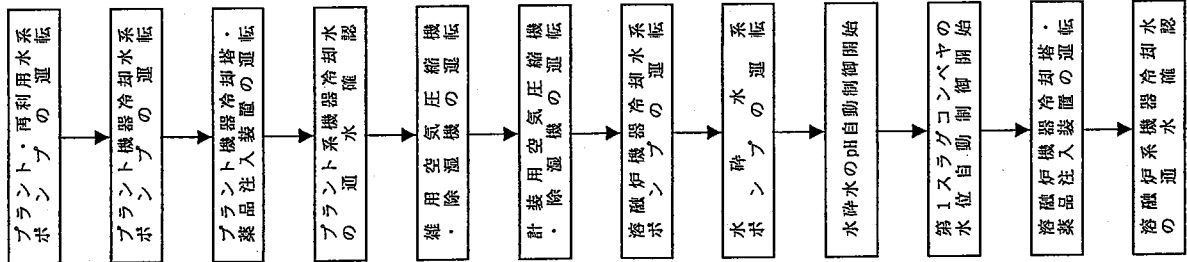 プラント・再利用水系
ポンプの運転
プラント機器冷却水系
ポンプの運転
プラント機器冷却塔・
薬品注入装置の運転
プラント系機器冷却水
の通水確認
雑用空気圧縮機
・除湿機の運転
計装用空気圧縮機
・除湿機の運転
溶融炉機器冷却水系
ポンプの運転
水砕水系
ポンプの運転
水砕水のpH自動制御開始
第1スラグコンベヤの
水位自動制御開始
溶融炉機器冷却塔・
薬品注入装置の運転
溶融炉系機器冷却水
の通水確認